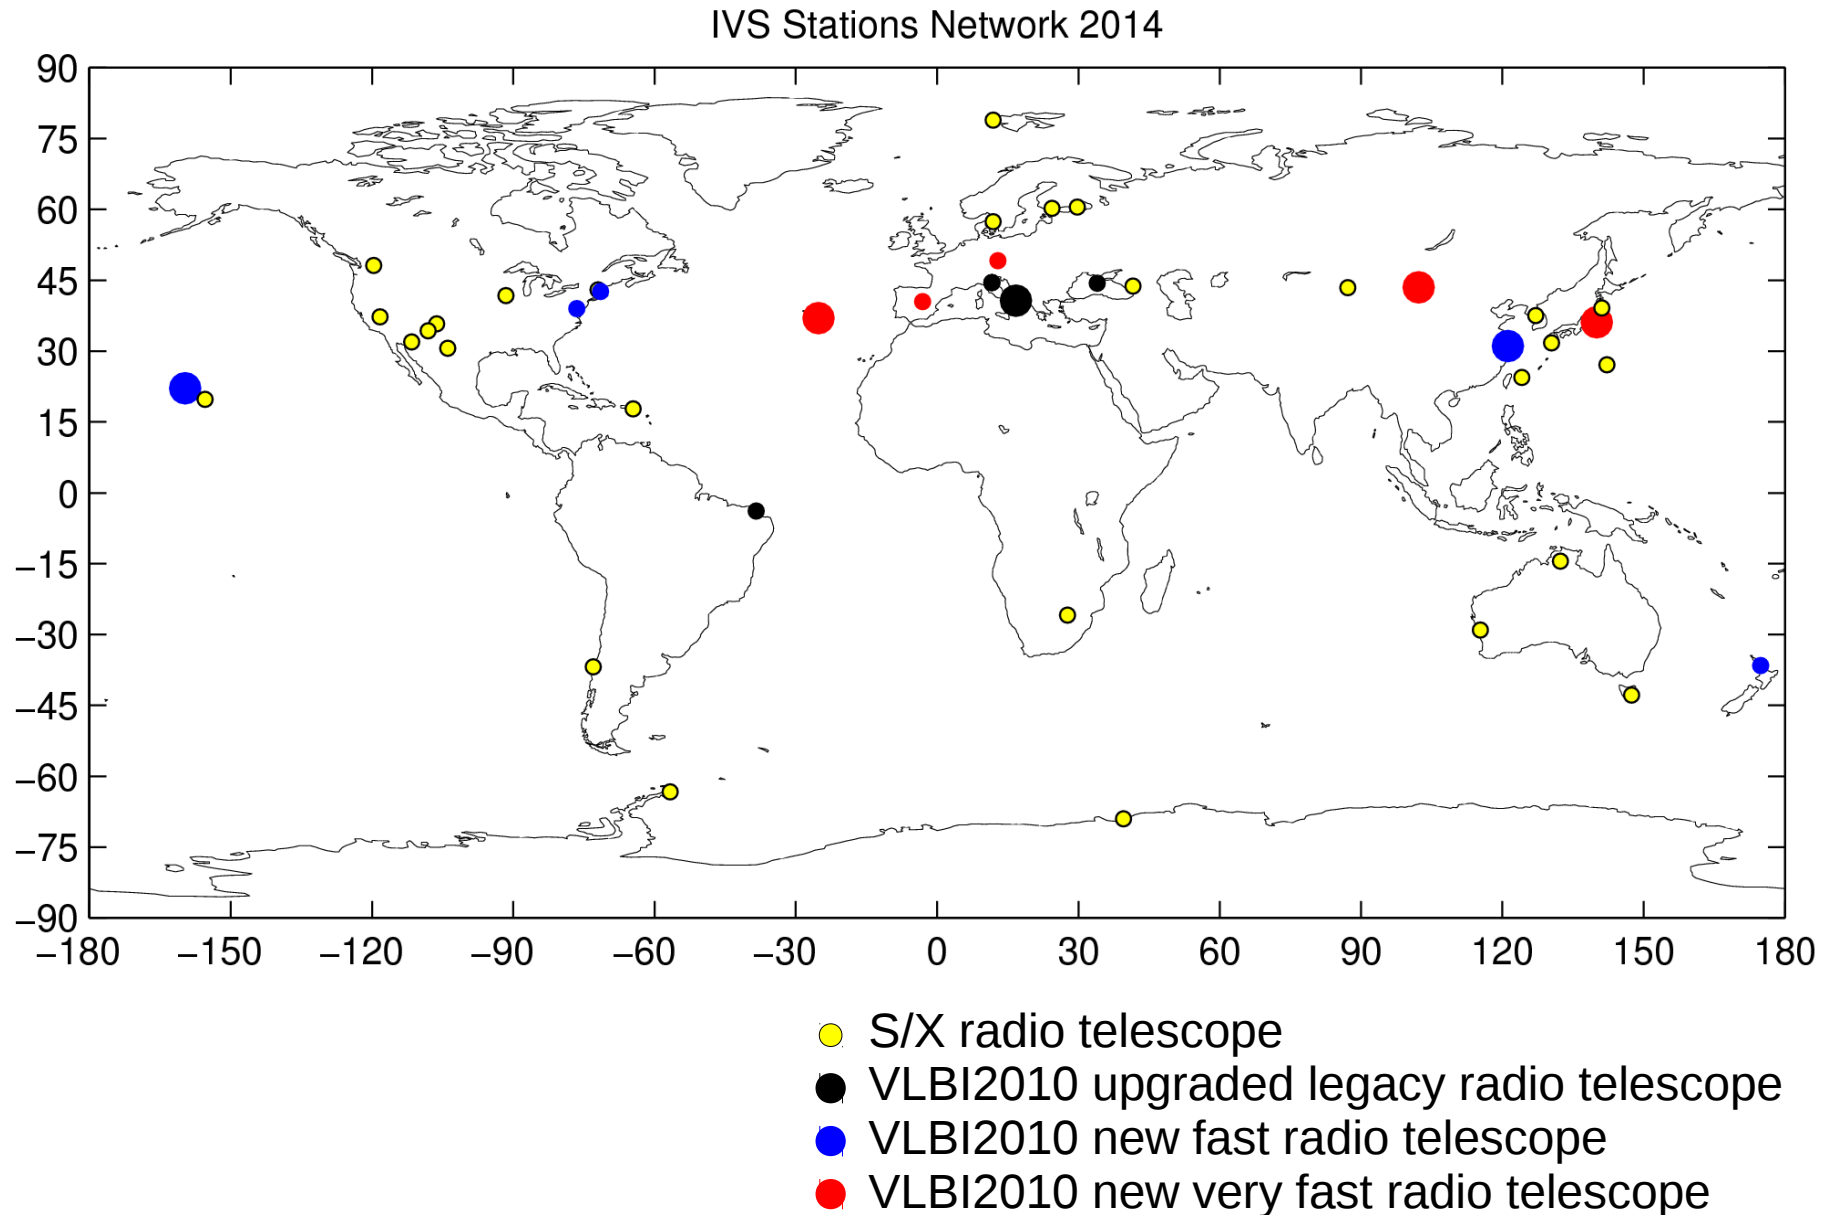 IVS Stations Network 2014
90
75
60
45
30
15
0
−15
−30
−45
−60
−75
−90
−180 −150 −120 −90 −60 −30 0 30 60 90 120 150 180
S/X radio telescope
VLBI2010 upgraded legacy radio telescope
VLBI2010 new fast radio telescope
VLBI2010 new very fast radio telescope